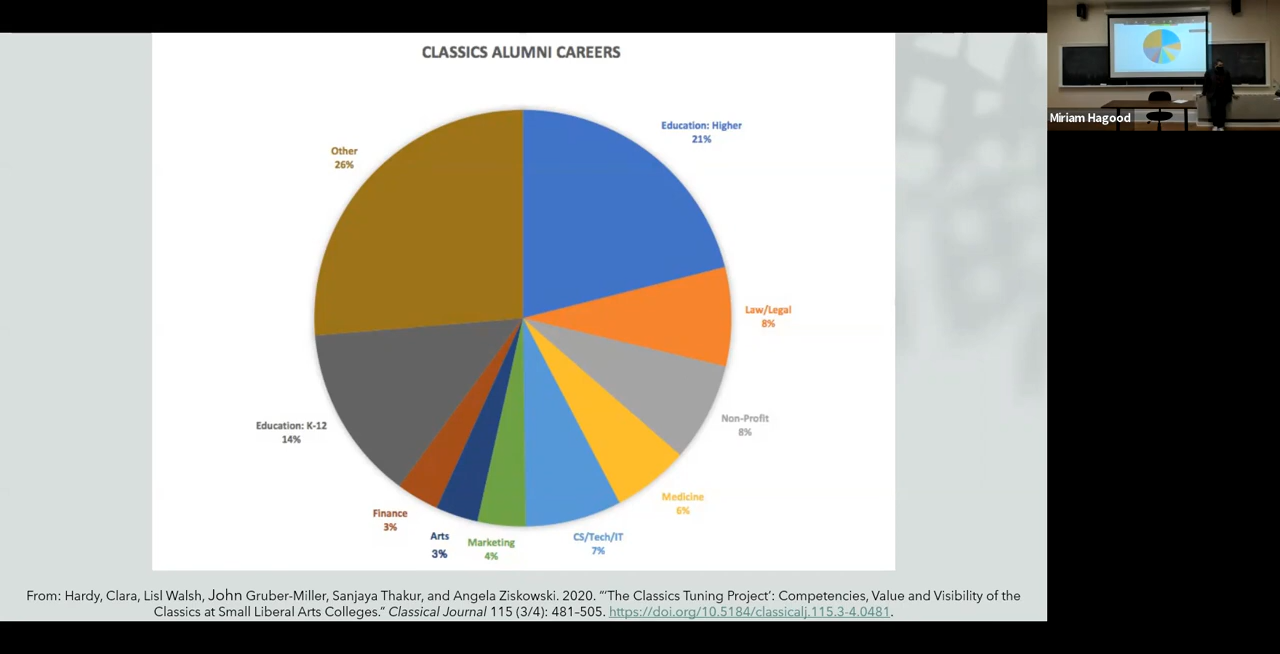 CLASSICS ALUMNI CAREERS
Other
26%
Education: Higher
21%
Law/Legal
8%
Non-Profit
8%
Medicine
6%
CS/Tech/IT
7%
Marketing
4%
Arts
3%
Finance
3%
Education: K-12
14%
From: Hardy, Clara, Lisl Walsh, John Gruber-Miller, Sanjaya Thakur, and Angela Ziskowski. 2020. “‘The Classics Tuning Project’: Competencies, Value and Visibility of the
Classics at Small Liberal Arts Colleges.” Classical Journal 115 (3/4): 481–505. https://doi.org/10.5184/classicalj.115.3-4.0481.
Miriam Hagood